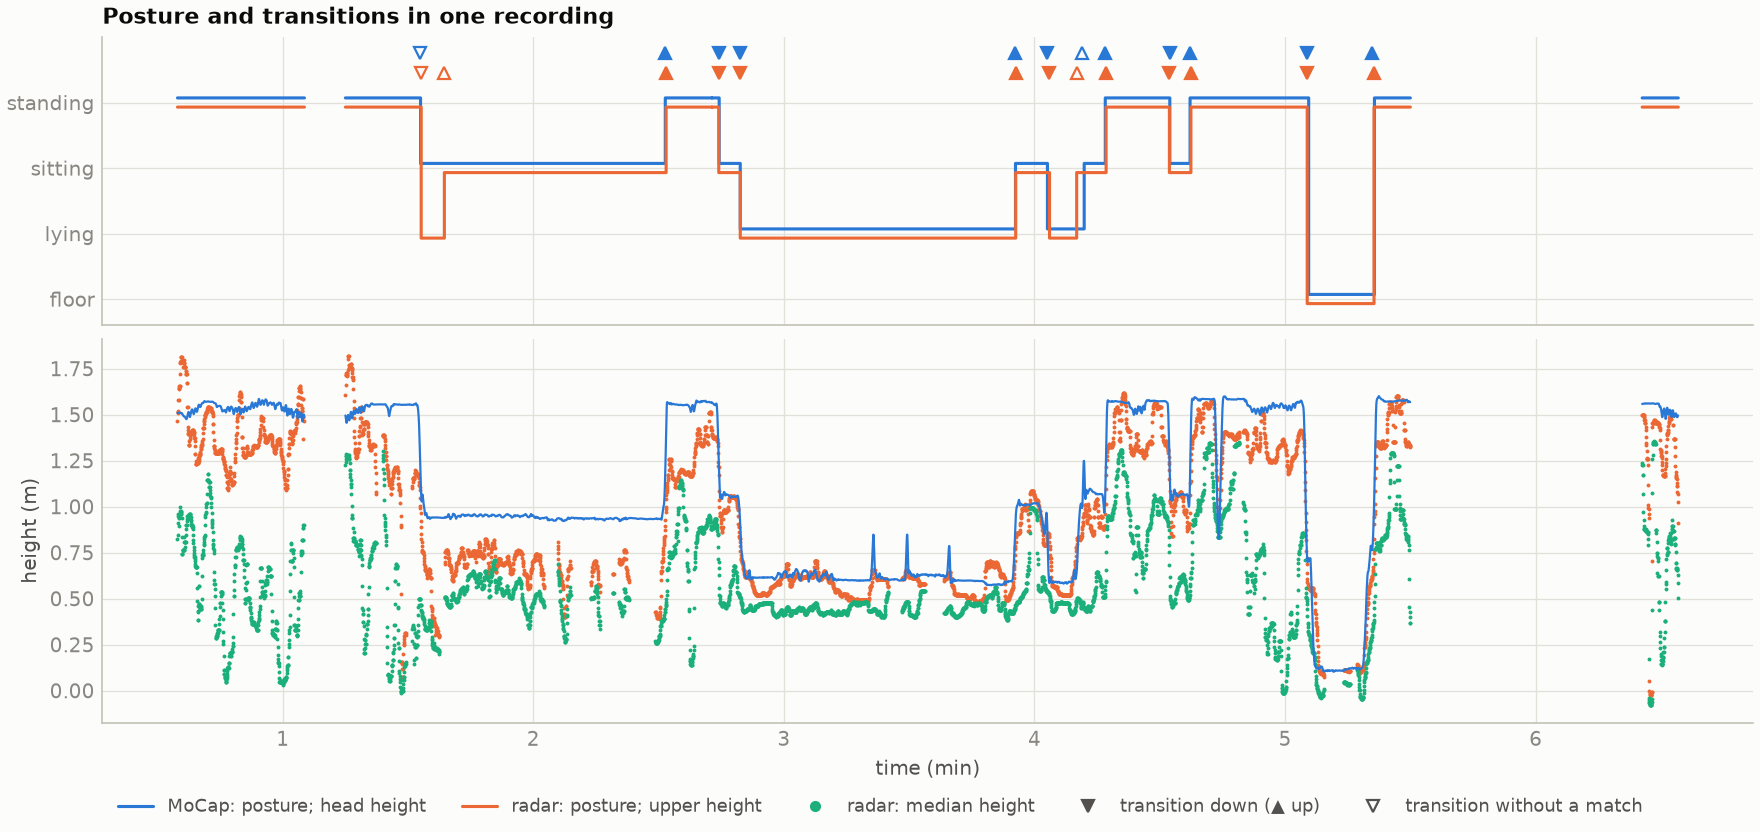 Posture and transitions in one recording
standing
sitting
lying
floor
1.75
1.50
1.25
1.00
0.75
0.50
0.25
0.00
height (m)
1 2 3 4 5 6
time (min)
MoCap: posture; head height radar: posture; upper height radar: median height transition down (▲ up) transition without a match